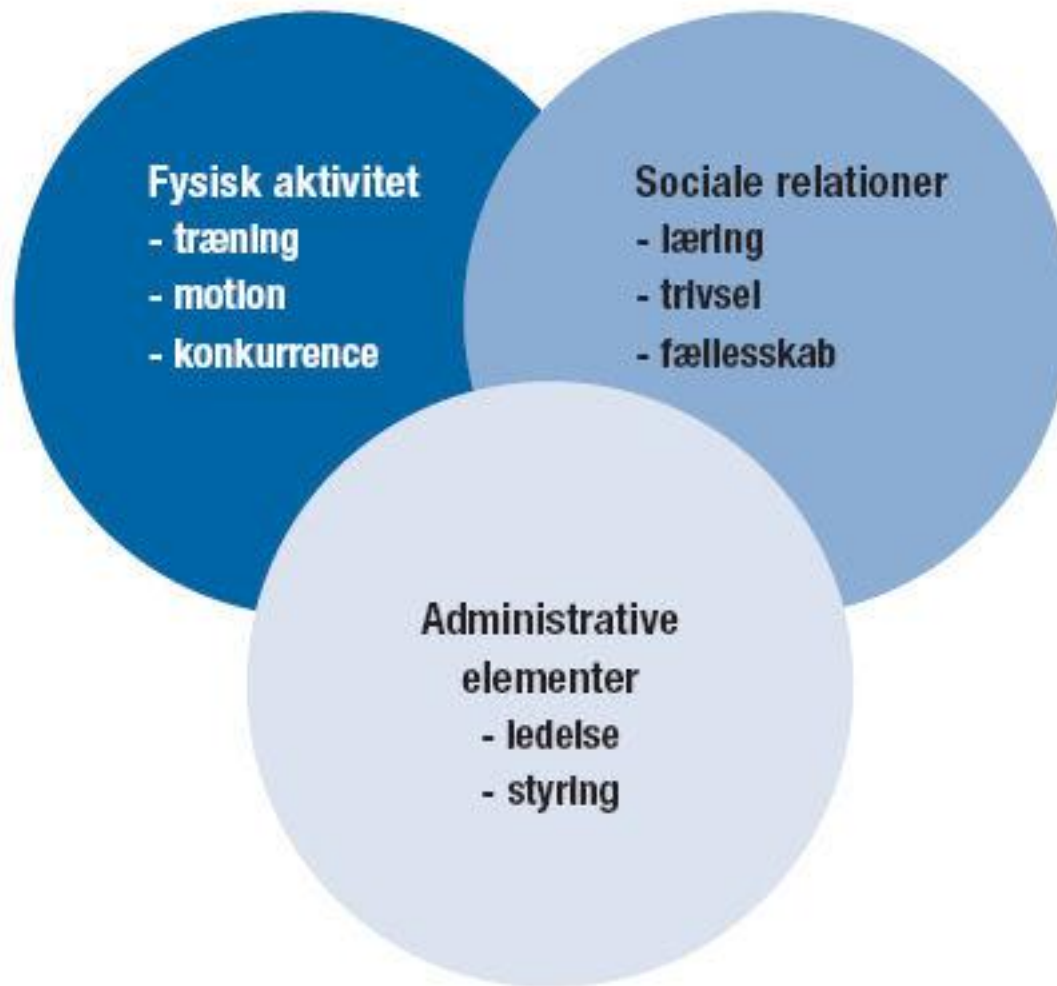 Fysisk aktivitet
- træning
- motion
- konkurrence
Sociale relationer
- læring
- trivsel
- fællesskab
Administrative
elementer
- ledelse
- styring